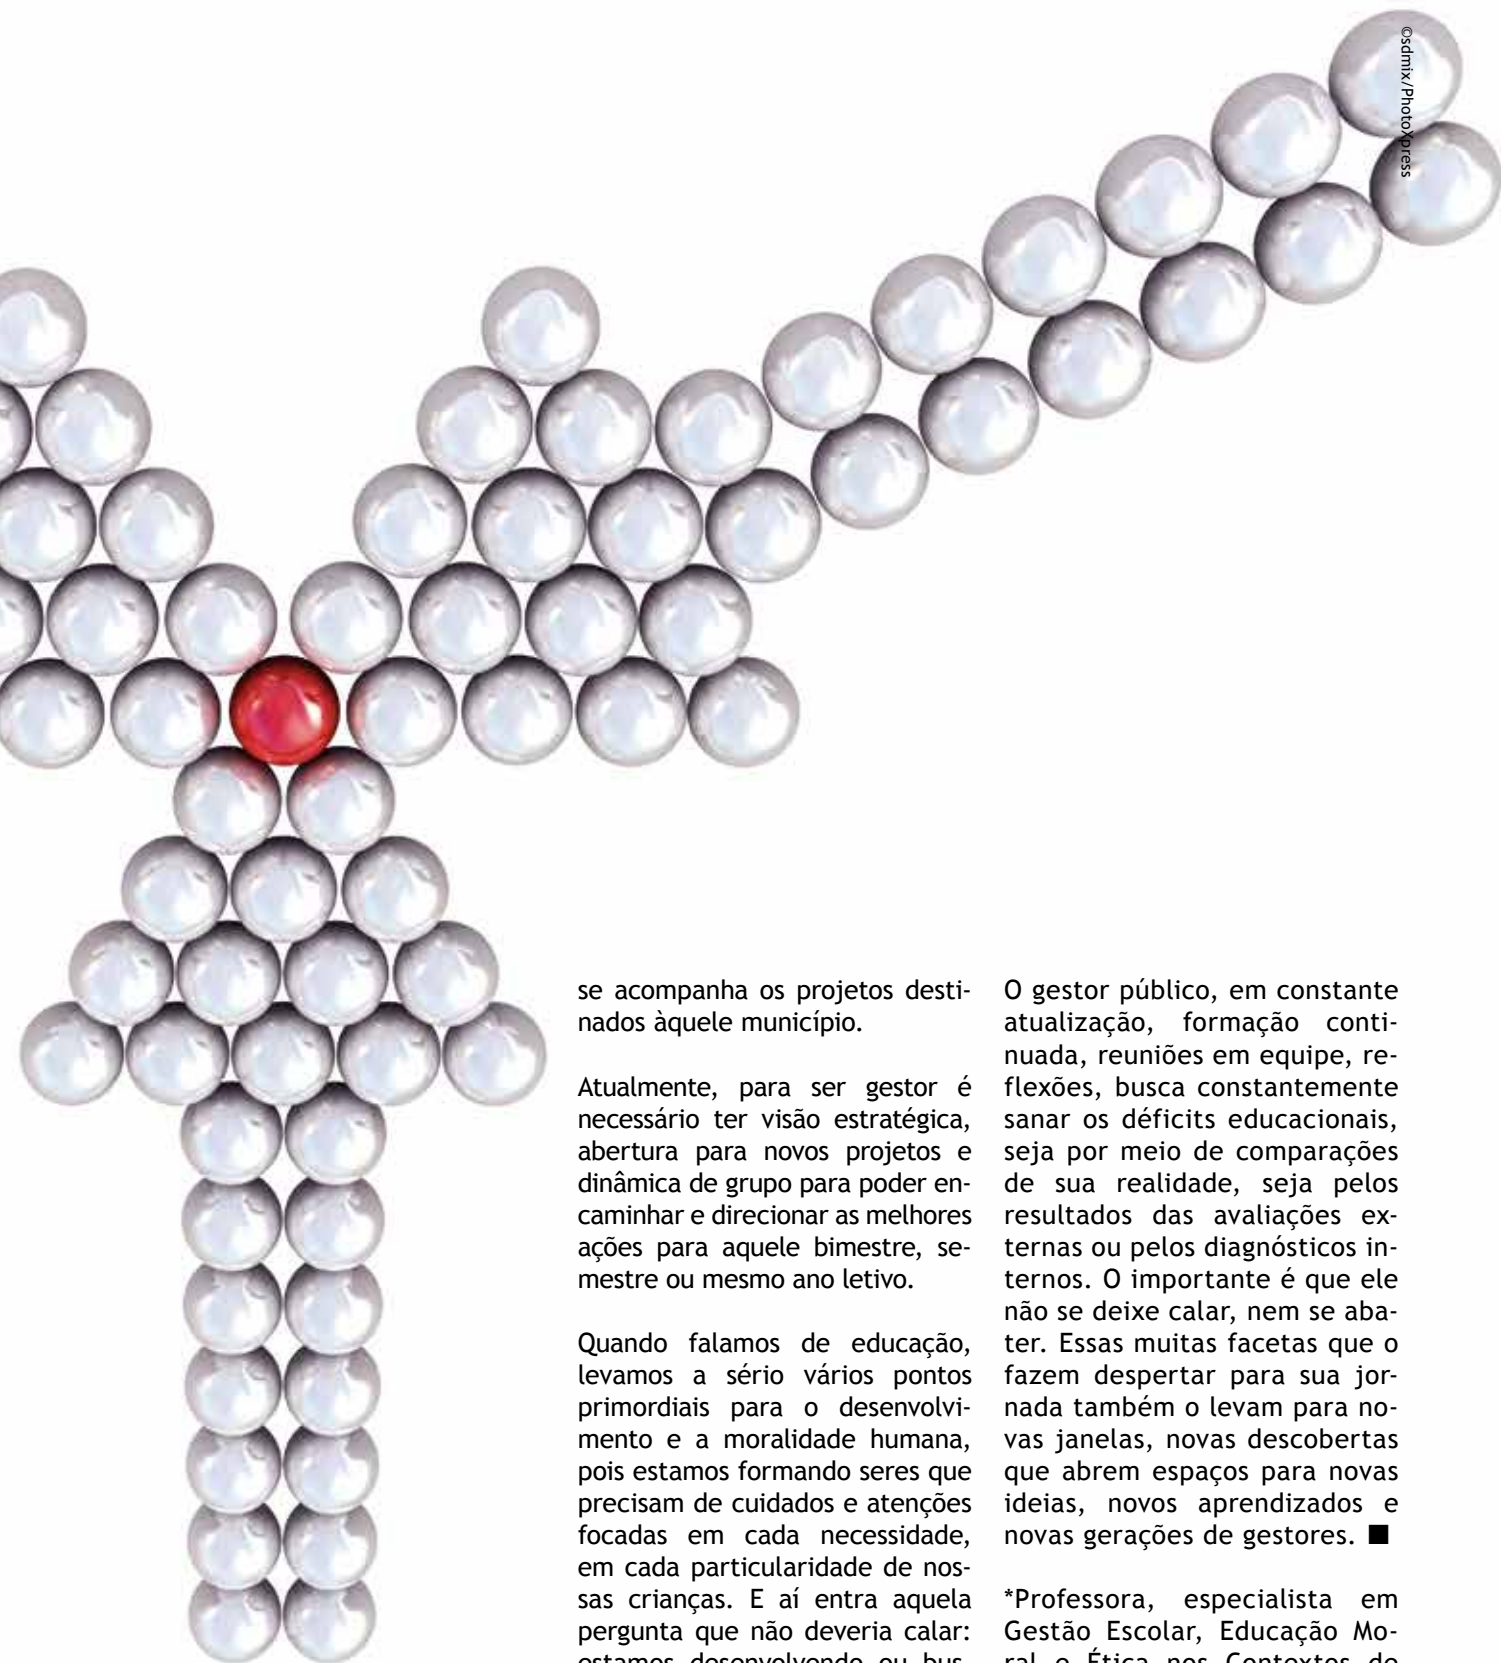 ©sdmix/PhotoXpress
se acompanha os projetos desti-
nados àquele município.
Atualmente, para ser gestor é
necessário ter visão estratégica,
abertura para novos projetos e
dinâmica de grupo para poder en-
caminhar e direcionar as melhores
ações para aquele bimestre, se-
mestre ou mesmo ano letivo.
Quando falamos de educação,
levamos a sério vários pontos
primordiais para o desenvolvi-
mento e a moralidade humana,
pois estamos formando seres que
precisam de cuidados e atenções
focadas em cada necessidade,
em cada particularidade de nos-
sas crianças. E aí entra aquela
pergunta que não deveria calar:
estamos desenvolvendo ou bus-
O gestor público, em constante
atualização, formação conti-
nuada, reuniões em equipe, re-
flexões, busca constantemente
sanar os déficits educacionais,
seja por meio de comparações
de sua realidade, seja pelos
resultados das avaliações ex-
ternas ou pelos diagnósticos in-
ternos. O importante é que ele
não se deixe calar, nem se aba-
ter. Essas muitas facetas que o
fazem despertar para sua jor-
nada também o levam para no-
vas janelas, novas descobertas
que abrem espaços para novas
ideias, novos aprendizados e
novas gerações de gestores. ■
*Professora, especialista em
Gestão Escolar, Educação Mo-
ral e Ética nos Contextos de